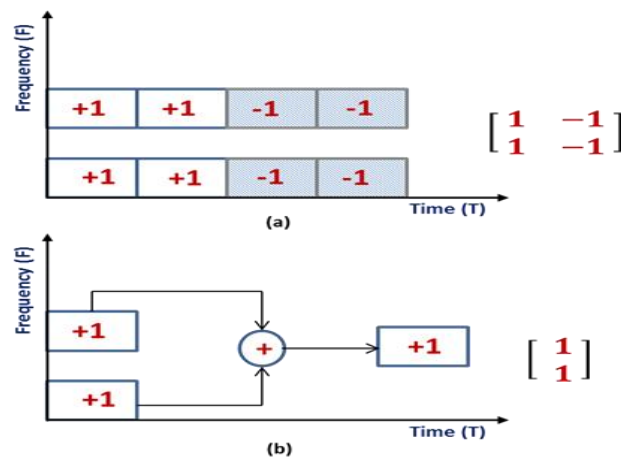 Frequency (F)
+1 +1 -1 -1
[1 −1]
[1 −1]
+1 +1 -1 -1
Time (T)
(a)
Frequency (F)
+1
+
+1
[1]
[1]
+1
Time (T)
(b)